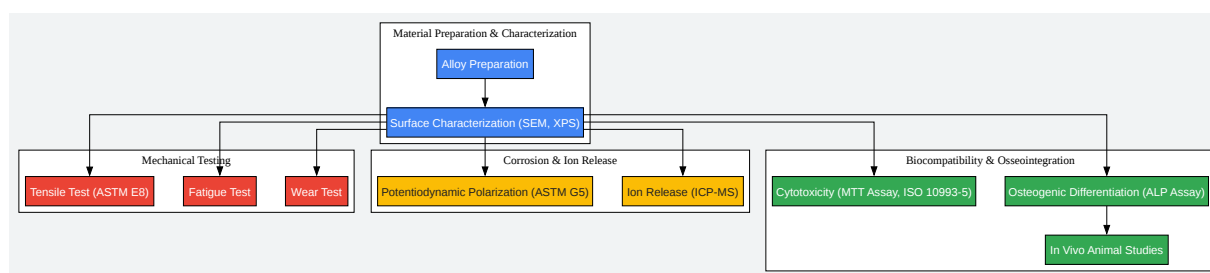 Material Preparation & Characterization
Alloy Preparation
Surface Characterization (SEM, XPS)
Mechanical Testing
Tensile Test (ASTM E8)
Fatigue Test
Wear Test
Corrosion & Ion Release
Potentiodynamic Polarization (ASTM G5)
Ion Release (ICP-MS)
Biocompatibility & Osseointegration
Cytotoxicity (MTT Assay, ISO 10993-5)
Osteogenic Differentiation (ALP Assay)
In Vivo Animal Studies